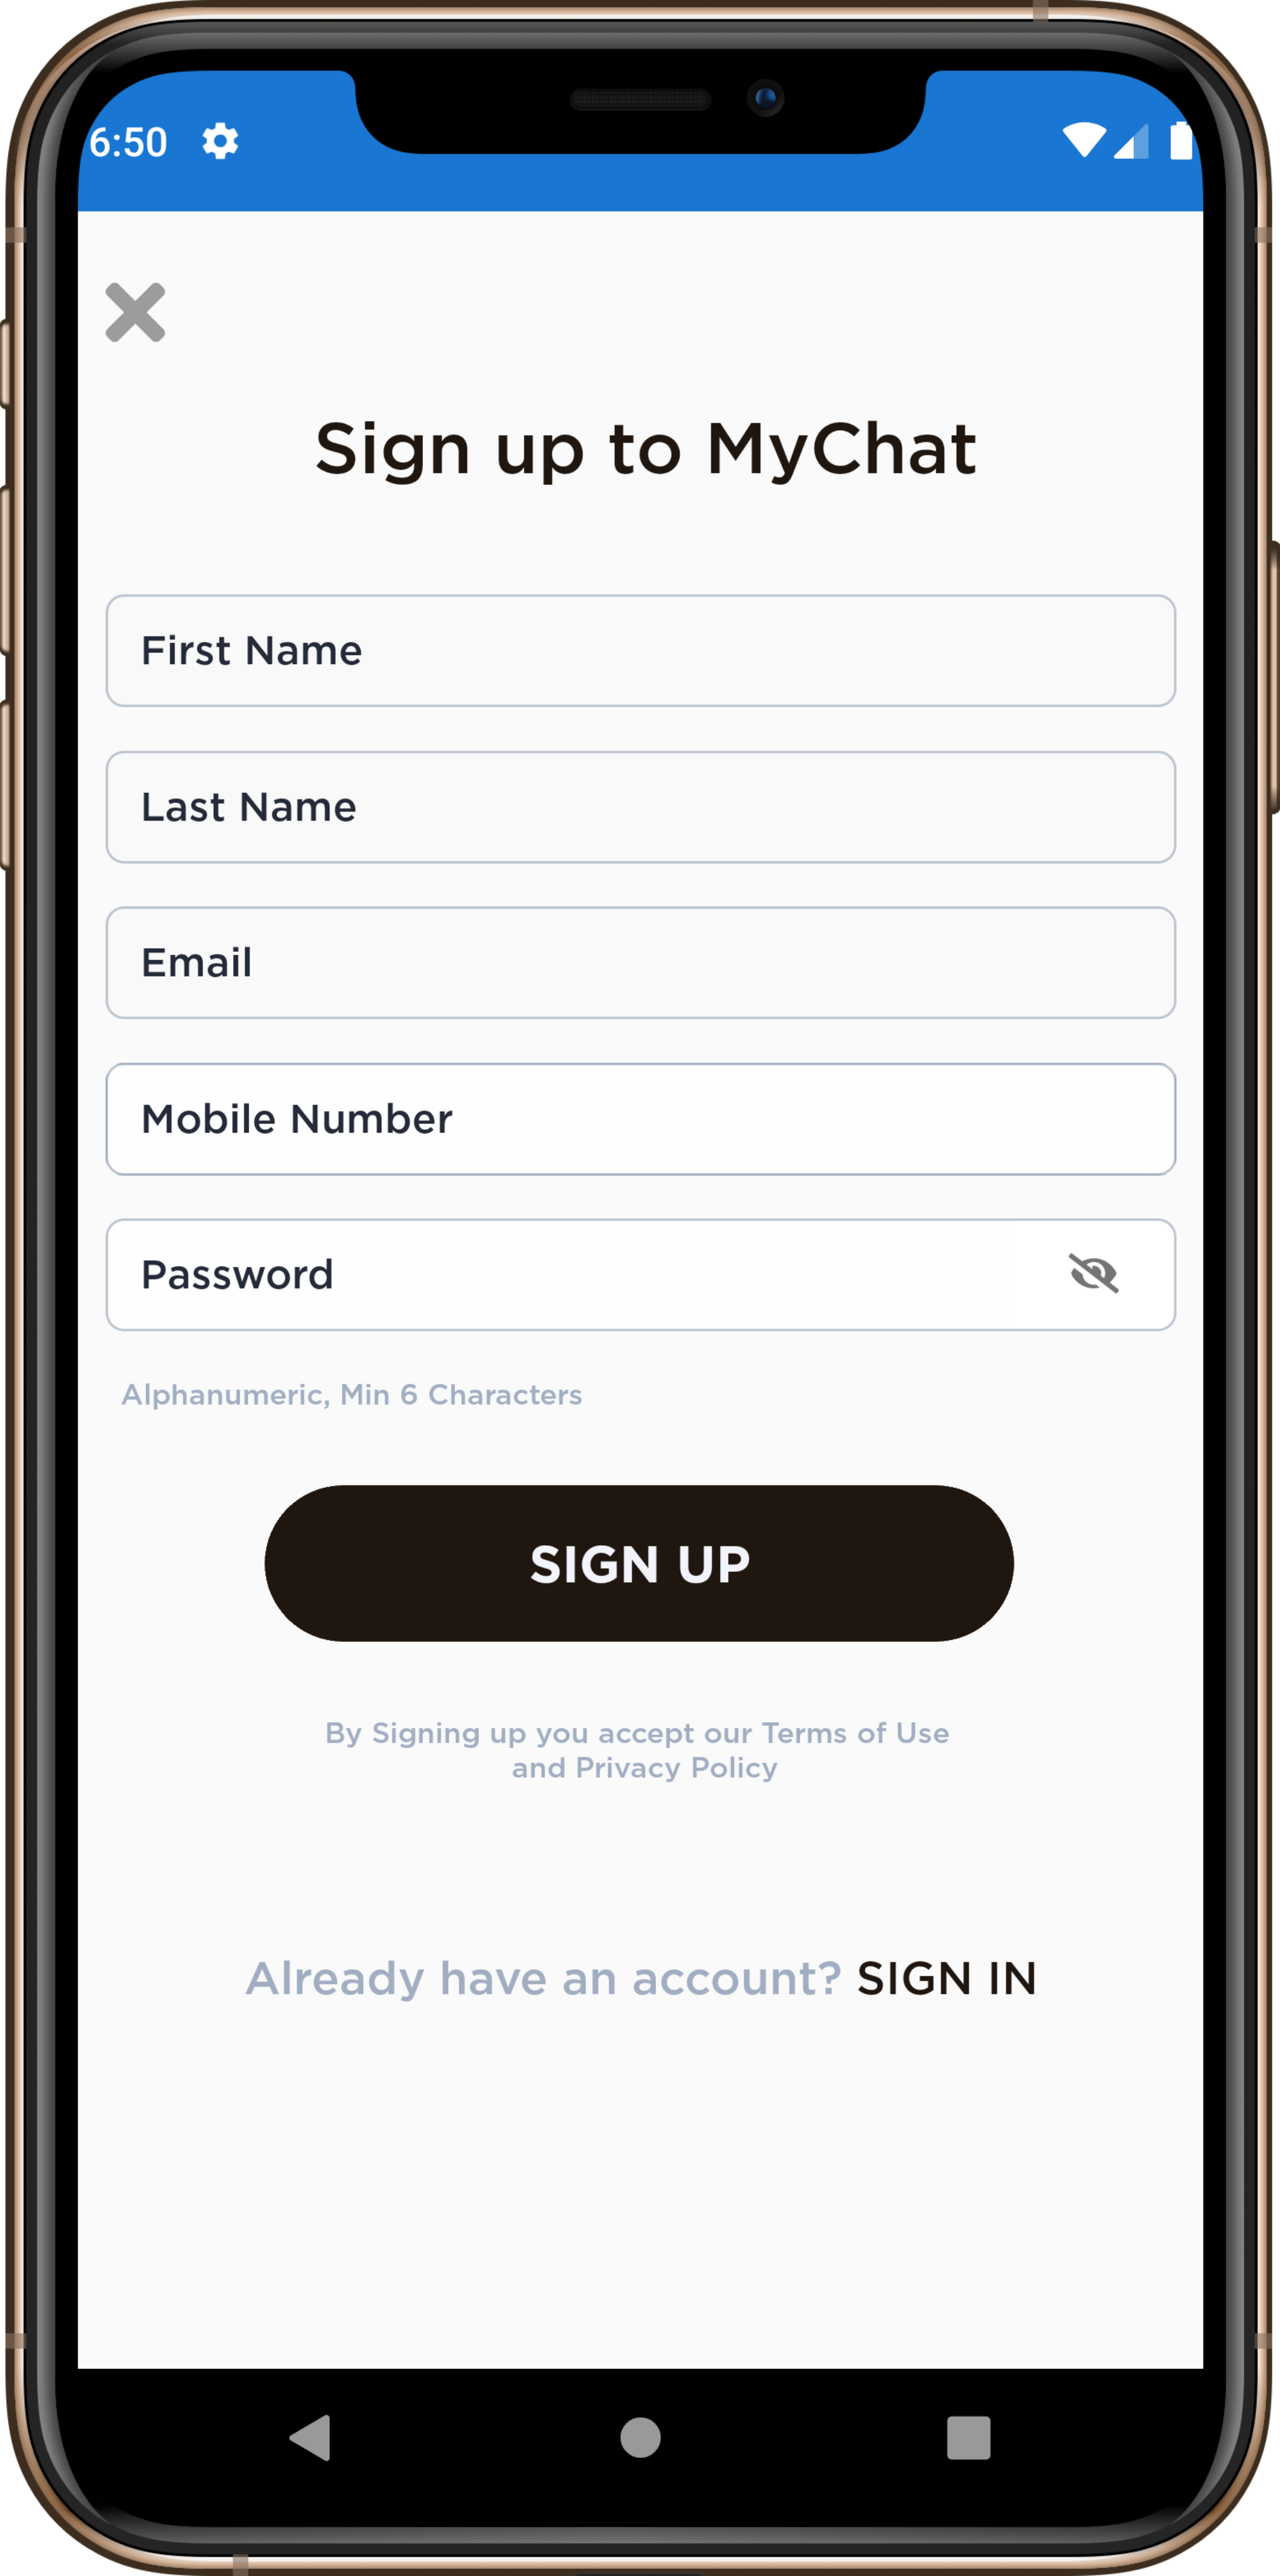 6:50
Sign up to MyChat
First Name
Last Name
Email
Mobile Number
Password
Alphanumeric, Min 6 Characters
SIGN UP
By Signing up you accept our Terms of Use
and Privacy Policy
Already have an account? SIGN IN